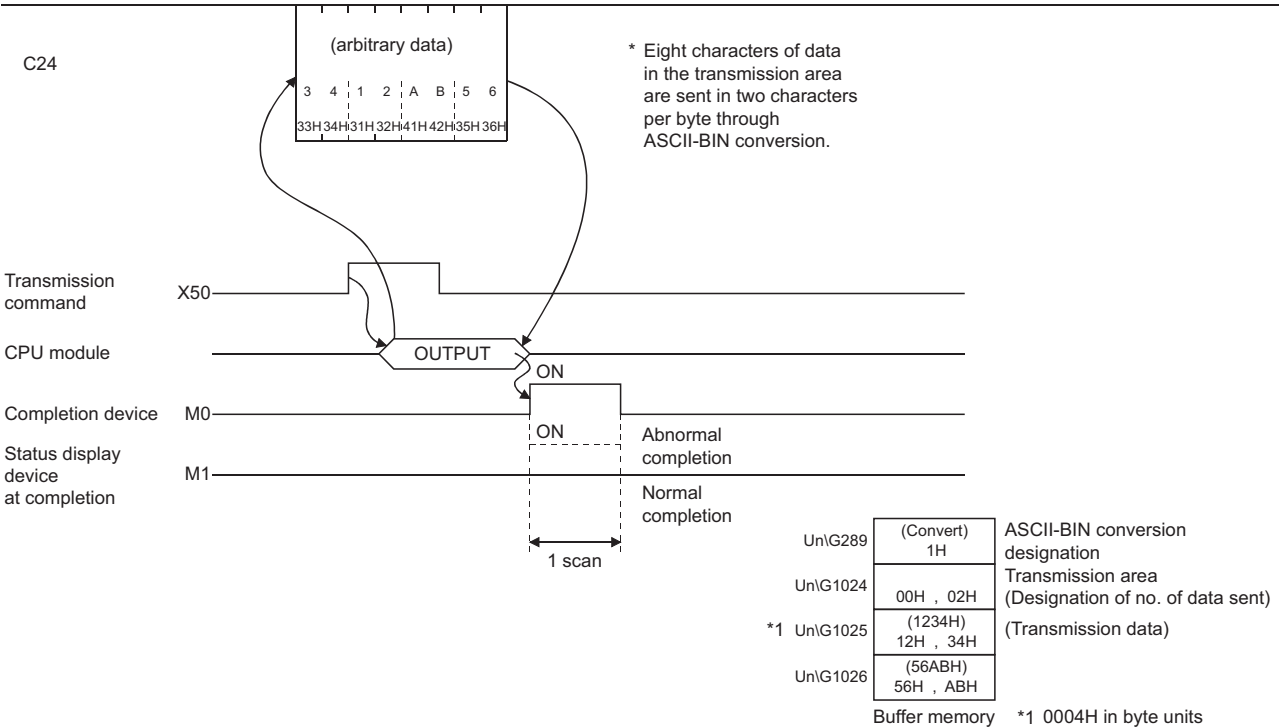 C24
(arbitrary data)
3 4 1 2 A B 5 6
33H 34H 31H 32H 41H 42H 35H 36H
* Eight characters of data
in the transmission area
are sent in two characters
per byte through
ASCII-BIN conversion.
Transmission
command
X50
CPU module
OUTPUT
ON
Completion device
M0
ON
Abnormal
completion
Status display
device
at completion
M1
Normal
completion
1 scan
Un\G289
(Convert)
1H
ASCII-BIN conversion
designation
Un\G1024
00H , 02H
Transmission area
(Designation of no. of data sent)
*1 Un\G1025
(1234H)
12H , 34H
(Transmission data)
Un\G1026
(56ABH)
56H , ABH
Buffer memory
*1 0004H in byte units